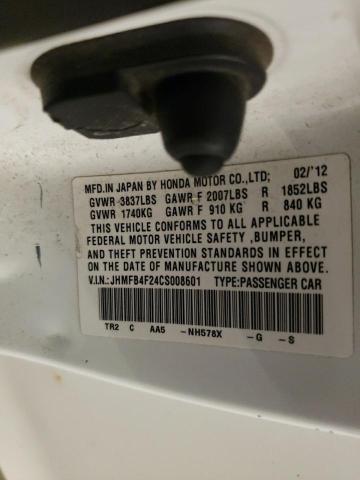 MFD.IN JAPAN BY HONDA MOTOR CO.,LTD; 02/'12
GVWR 3837LBS GAWR F 2007LBS R 1852LBS
GVWR 1740KG GAWR F 910 KG R 840 KG
THIS VEHICLE CONFORMS TO ALL APPLICABLE
FEDERAL MOTOR VEHICLE SAFETY ,BUMPER,
AND THEFT PREVENTION STANDARDS IN EFFECT
ON THE DATE OF MANUFACTURE SHOWN ABOVE.
V.I.N.:JHMFB4F24CS008601 TYPE:PASSENGER CAR
TR2 C AA5 -NH578X -G -S